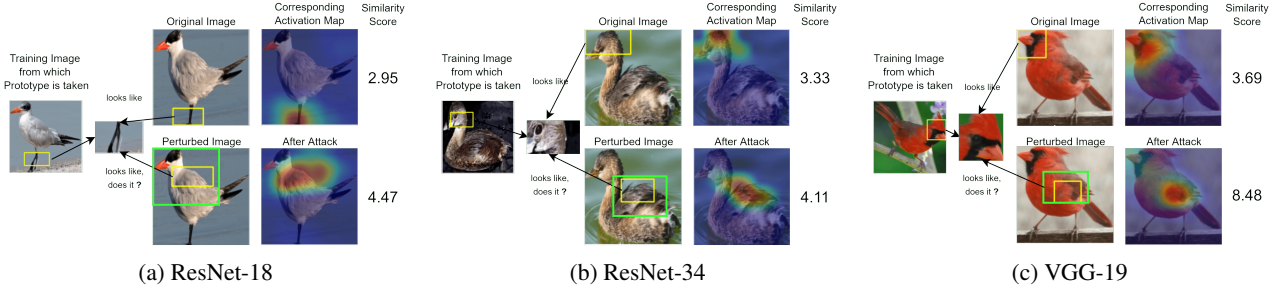 Original Image
Corresponding
Activation Map
Similarity
Score
Training Image
from which
Prototype is taken
looks like
2.95
Perturbed Image
After Attack
looks like,
does it ?
4.47
(a) ResNet-18
Original Image
Corresponding
Activation Map
Similarity
Score
Training Image
from which
Prototype is taken
looks like
3.33
Perturbed Image
After Attack
looks like,
does it ?
4.11
(b) ResNet-34
Original Image
Corresponding
Activation Map
Similarity
Score
Training Image
from which
Prototype is taken
looks like
3.69
Perturbed Image
After Attack
looks like,
does it ?
8.48
(c) VGG-19